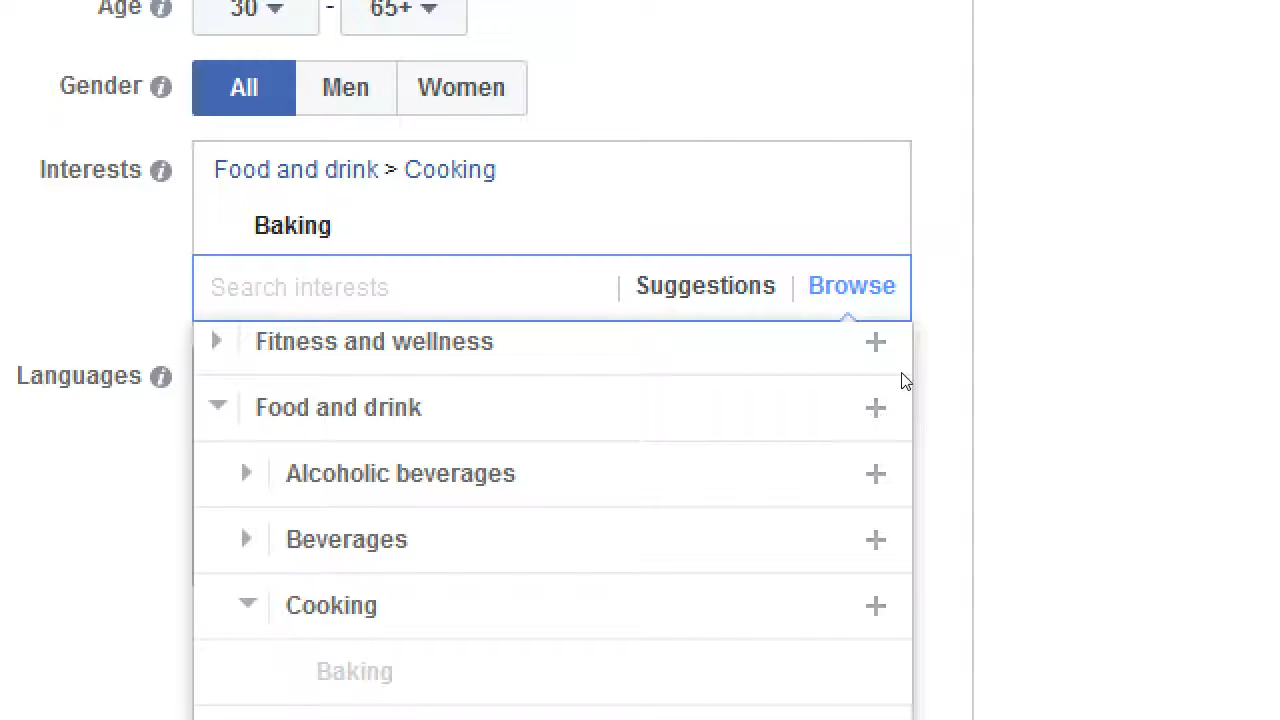 Age 30 - 65+
Gender All Men Women
Interests Food and drink > Cooking
Baking
Search interests | Suggestions | Browse
Fitness and wellness
Languages
Food and drink
Alcoholic beverages
Beverages
Cooking
Baking